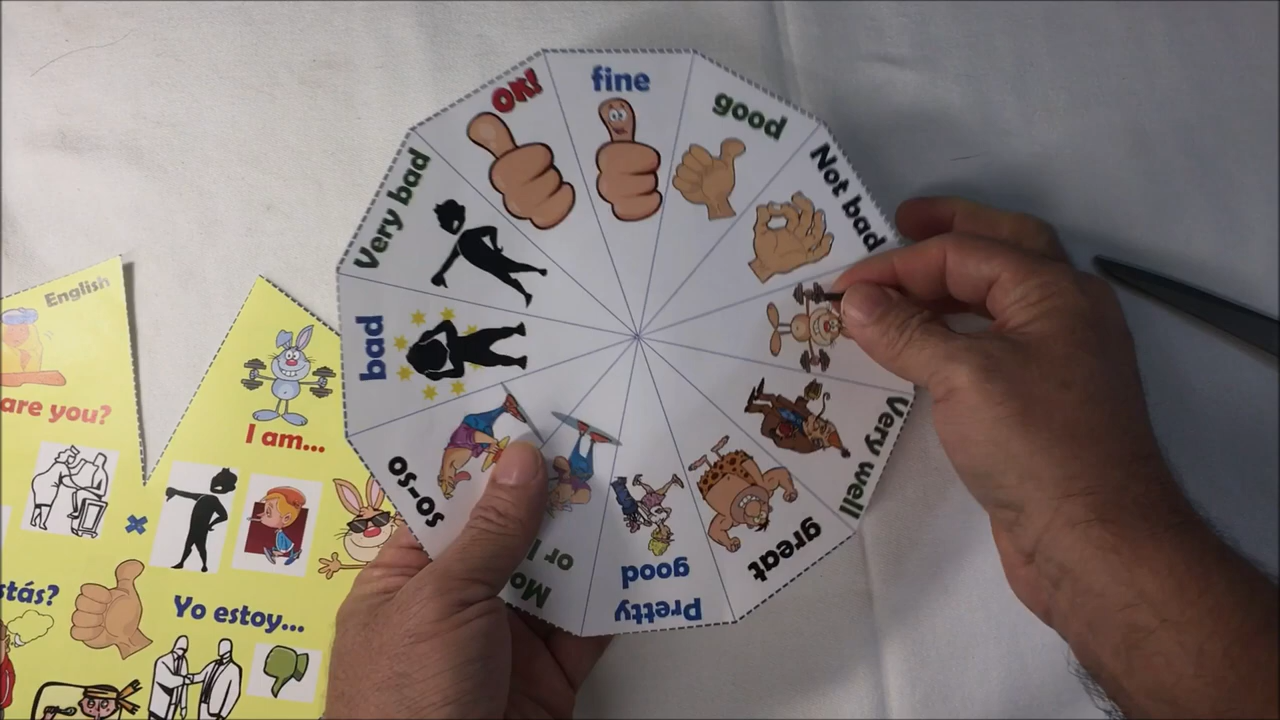 OK!
fine
good
Not bad
Very well
great
Pretty
good
or
so-so
bad
Very bad
English
are you?
I am...
Yo estoy...